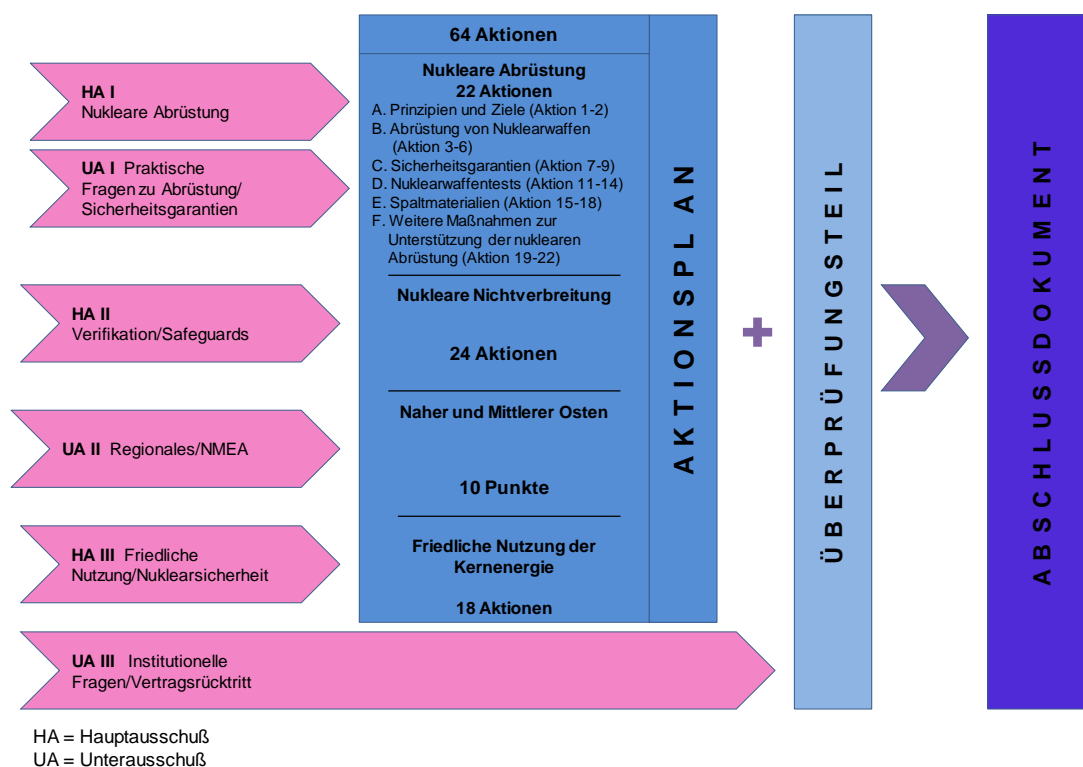 HA I
Nukleare Abrüstung
UA I Praktische
Fragen zu Abrüstung/
Sicherheitsgarantien
HA II
Verifikation/Safeguards
UA II Regionales/NMEA
HA III Friedliche
Nutzung/Nuklearsicherheit
UA III Institutionelle
Fragen/Vertragsrücktritt
64 Aktionen
Nukleare Abrüstung
22 Aktionen
A. Prinzipien und Ziele (Aktion 1-2)
B. Abrüstung von Nuklearwaffen
(Aktion 3-6)
C. Sicherheitsgarantien (Aktion 7-9)
D. Nuklearwaffentests (Aktion 11-14)
E. Spaltmaterialien (Aktion 15-18)
F. Weitere Maßnahmen zur
Unterstützung der nuklearen
Abrüstung (Aktion 19-22)
Nukleare Nichtverbreitung
24 Aktionen
Naher und Mittlerer Osten
10 Punkte
Friedliche Nutzung der
Kernenergie
18 Aktionen
AKTIONSPLAN
+
ÜBERPRÜFUNGSTEIL
ABSCHLUSSDOKUMENT
HA = Hauptausschuß
UA = Unterausschuß